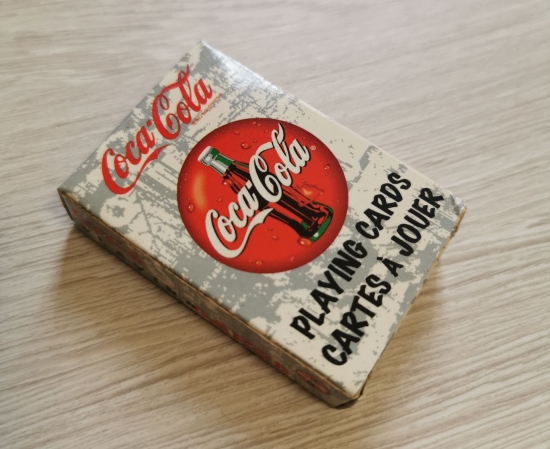 Coca-Cola
Coca-Cola
PLAYING CARDS
CARTES À JOUER